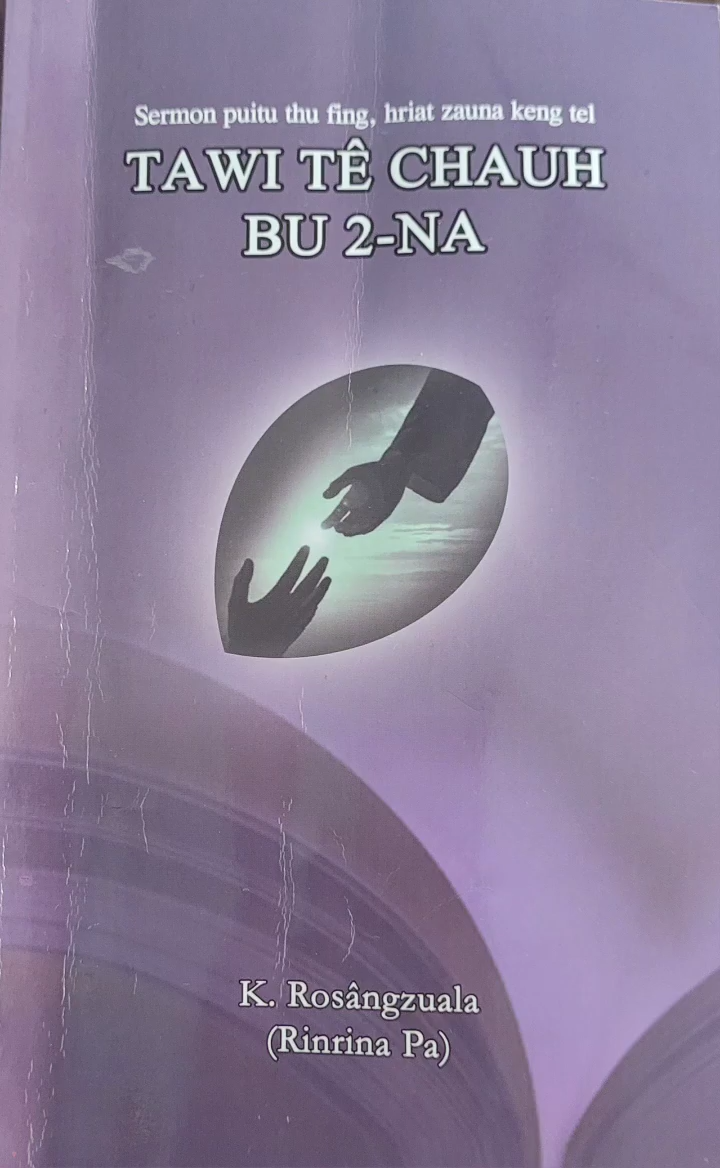 Sermon puitu thu fing, hriat zauna keng tel
TAWI TÊ CHAUH
BU 2-NA
K. Rosângzuala
(Rinrina Pa)